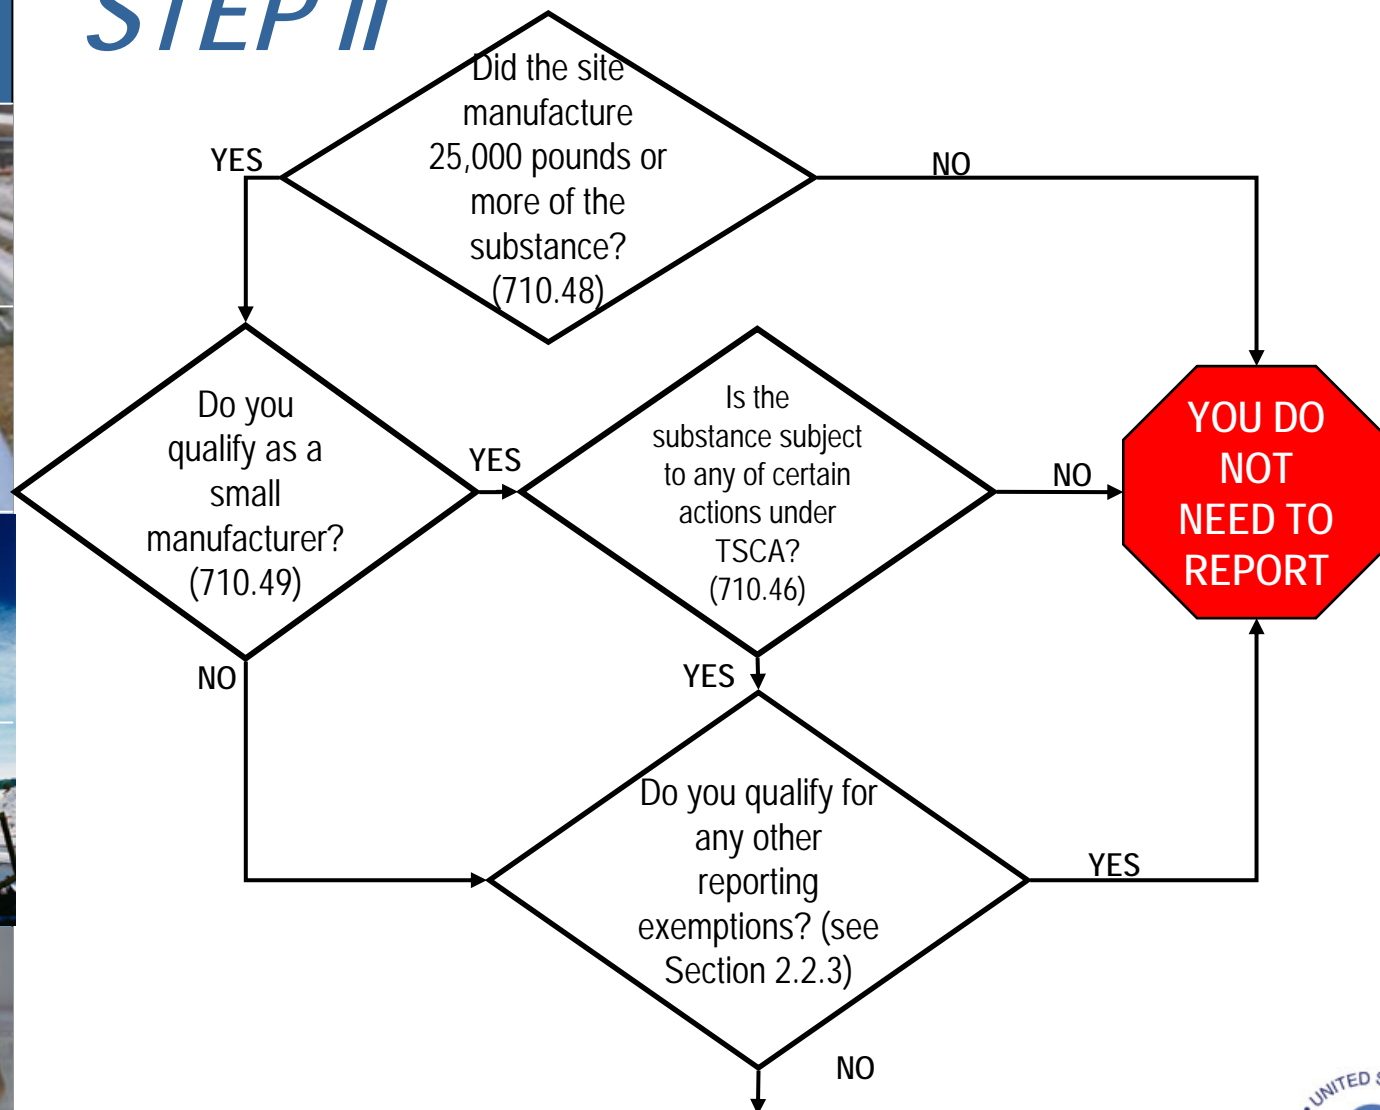 STEP II
Did the site
manufacture
25,000 pounds or
more of the
substance?
(710.48)
YES
NO
Do you
qualify as a
small
manufacturer?
(710.49)
YES
Is the
substance subject
to any of certain
actions under
TSCA?
(710.46)
NO
YOU DO
NOT
NEED TO
REPORT
NO
YES
Do you qualify for
any other
reporting
exemptions? (see
Section 2.2.3)
YES
NO
UNITED S